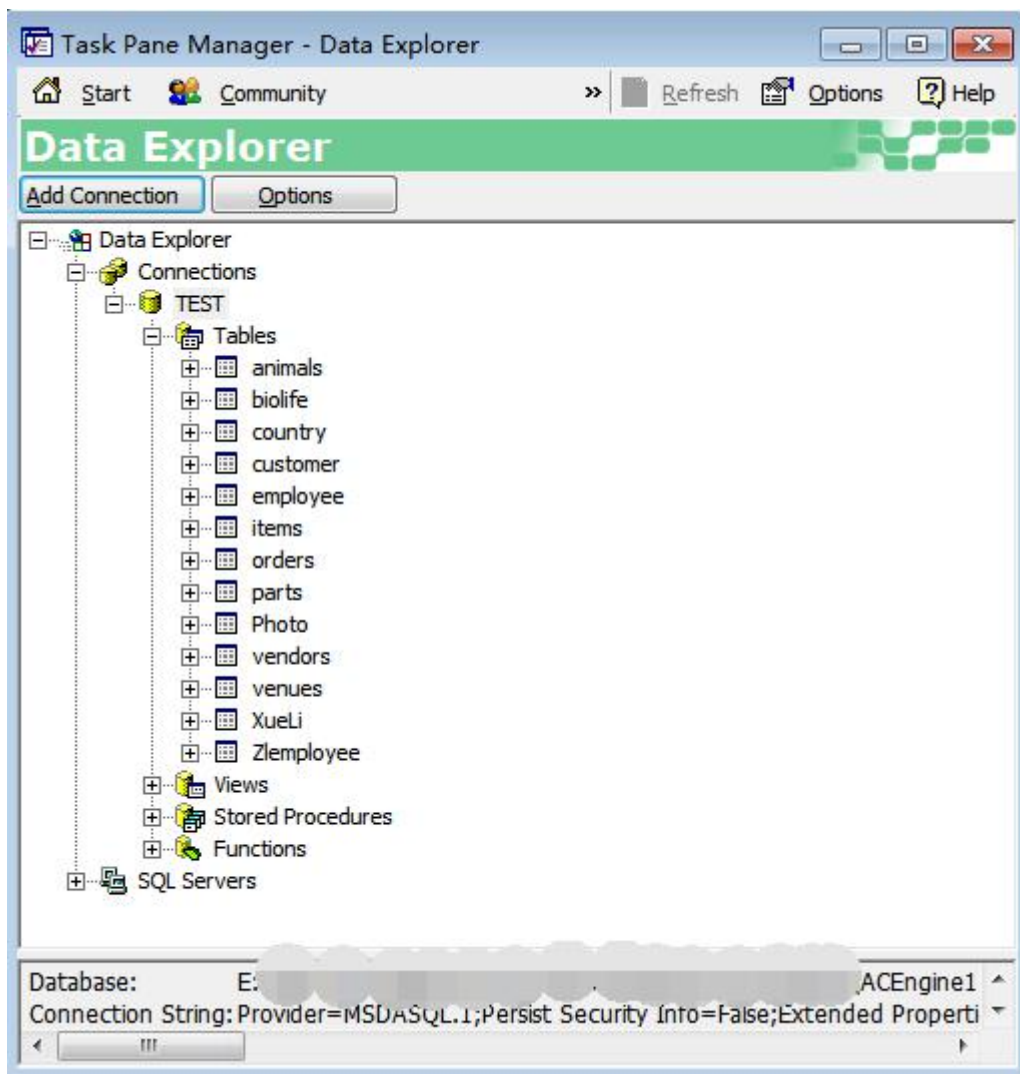 Task Pane Manager - Data Explorer
Start Community » Refresh Options Help
Data Explorer
Add Connection Options
Data Explorer
Connections
TEST
Tables
animals
biolife
country
customer
employee
items
orders
parts
Photo
vendors
venues
XueLi
Zlemployee
Views
Stored Procedures
Functions
SQL Servers
Database: E: ACEngine1
Connection String: Provider=MSDASQL.1;Persist Security Info=False;Extended Properti